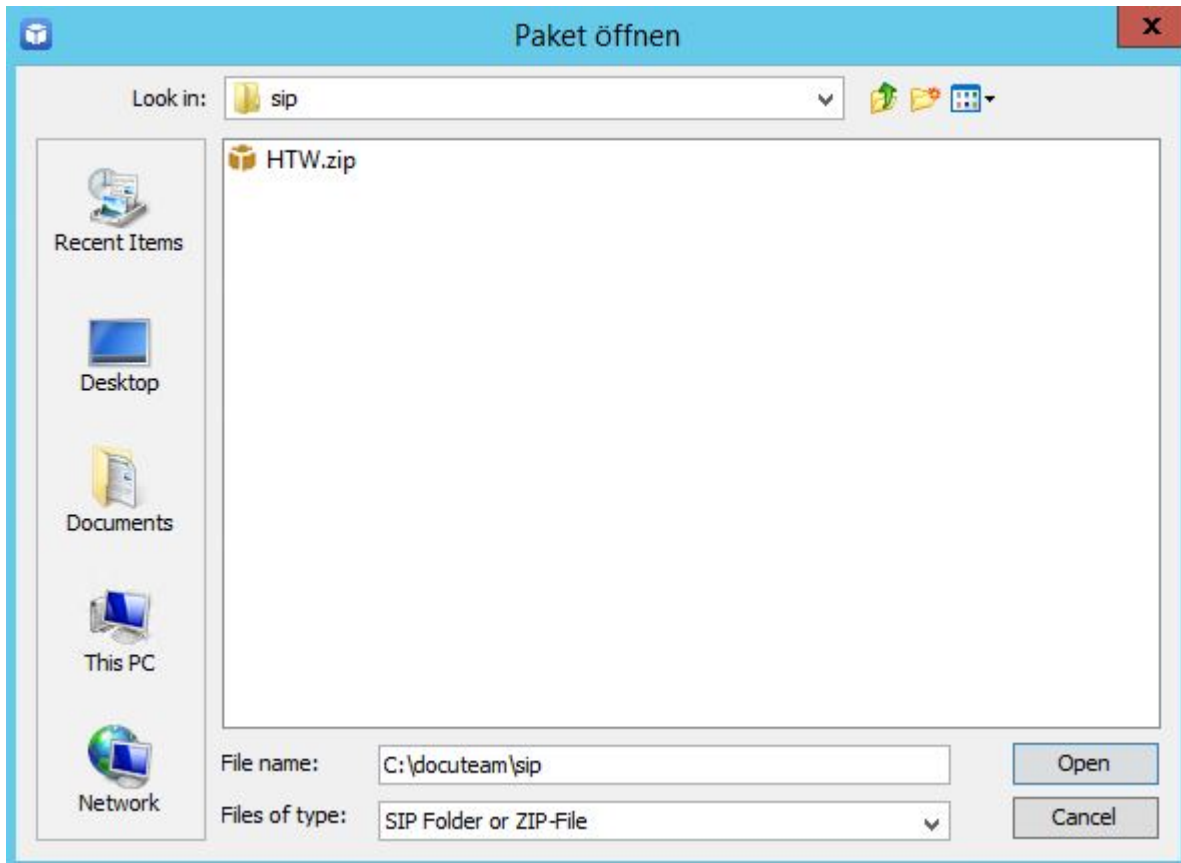 Paket öffnen
x
Look in:
sip
HTW.zip
Recent Items
Desktop
Documents
This PC
Network
File name:
C:\docuteam\sip
Open
Files of type:
SIP Folder or ZIP-File
Cancel